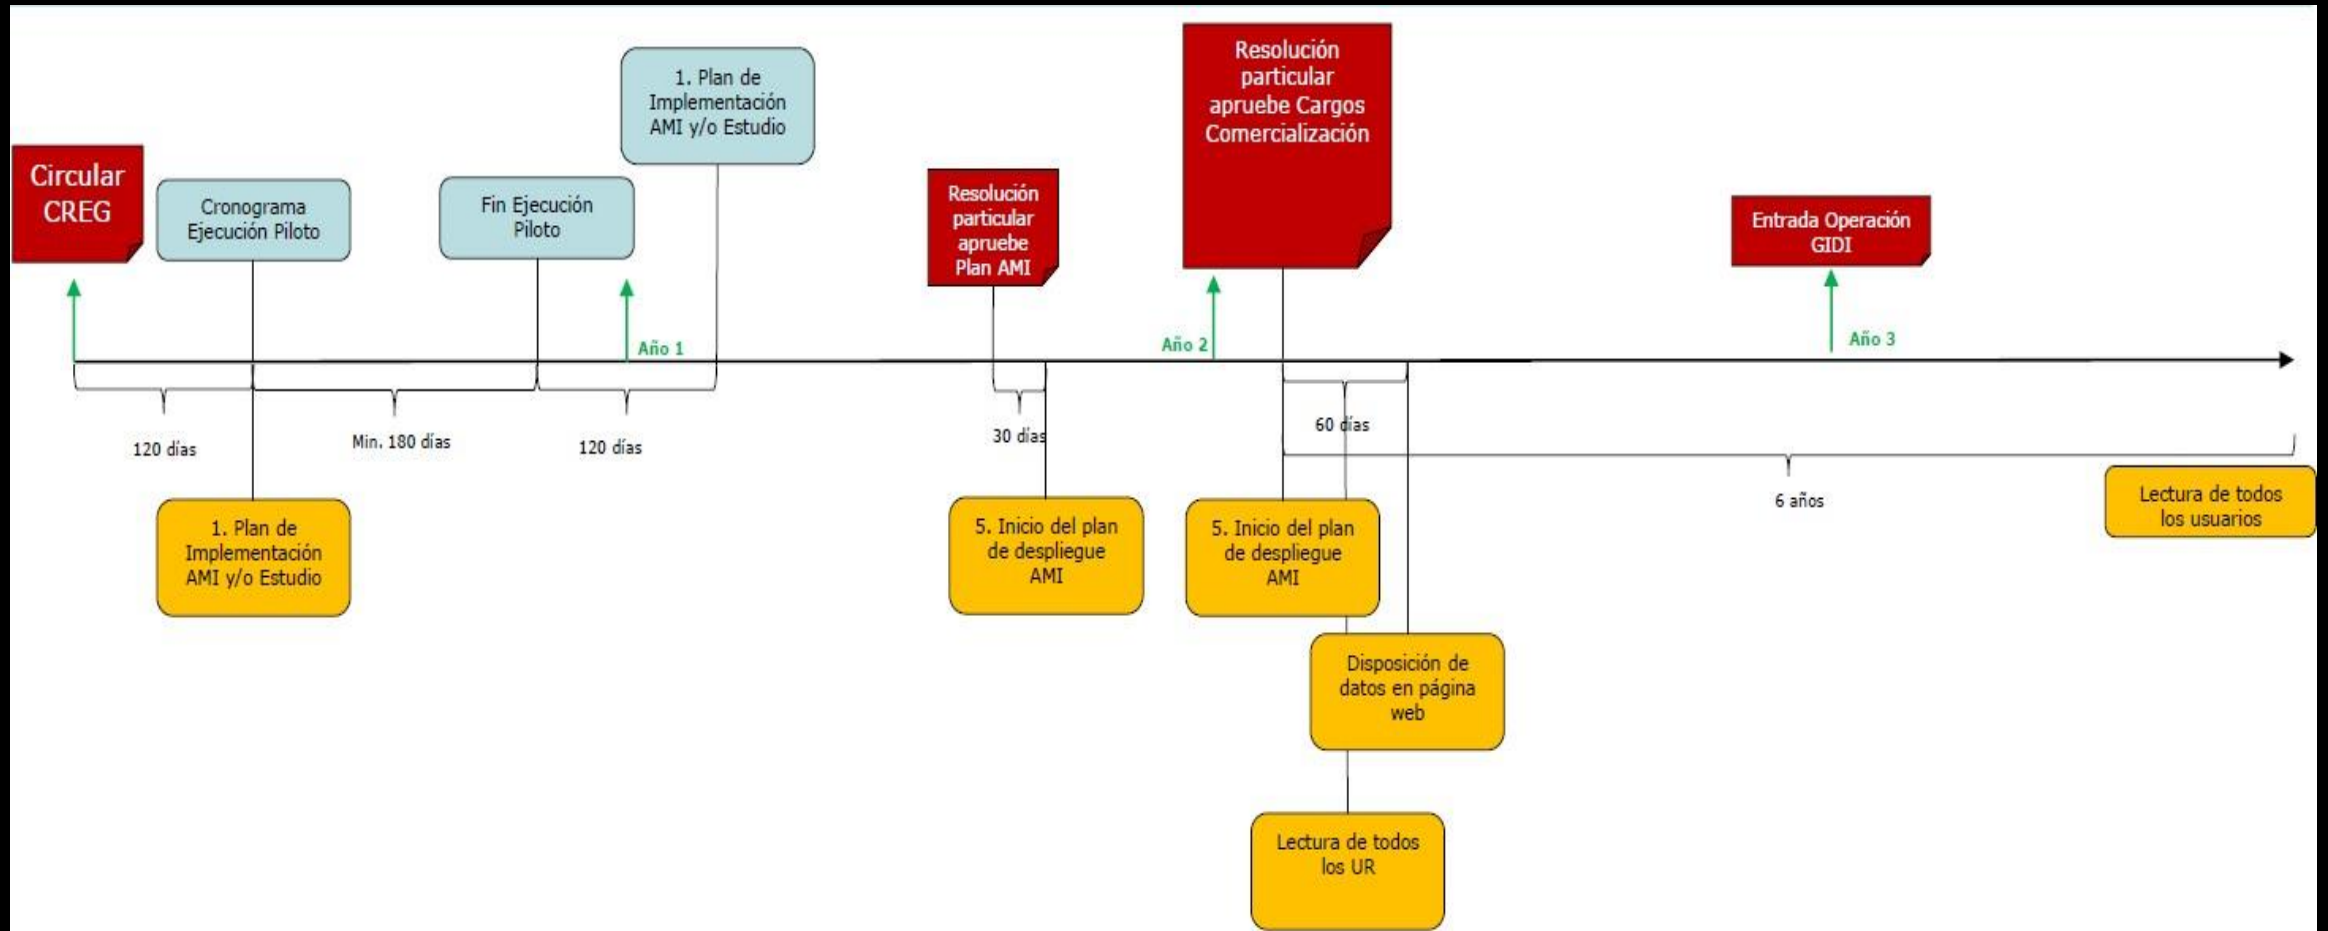 Circular
CREG
Cronograma
Ejecución Piloto
Fin Ejecución
Piloto
1. Plan de
Implementación
AMI y/o Estudio
Resolución
particular
apruebe
Plan AMI
Resolución
particular
apruebe Cargos
Comercialización
Entrada Operación
GIDI
Año 1
Año 2
Año 3
120 días
Min. 180 días
120 días
30 días
60 días
6 años
1. Plan de
Implementación
AMI y/o Estudio
5. Inicio del plan
de despliegue
AMI
5. Inicio del plan
de despliegue
AMI
Lectura de todos
los usuarios
Disposición de
datos en página
web
Lectura de todos
los UR